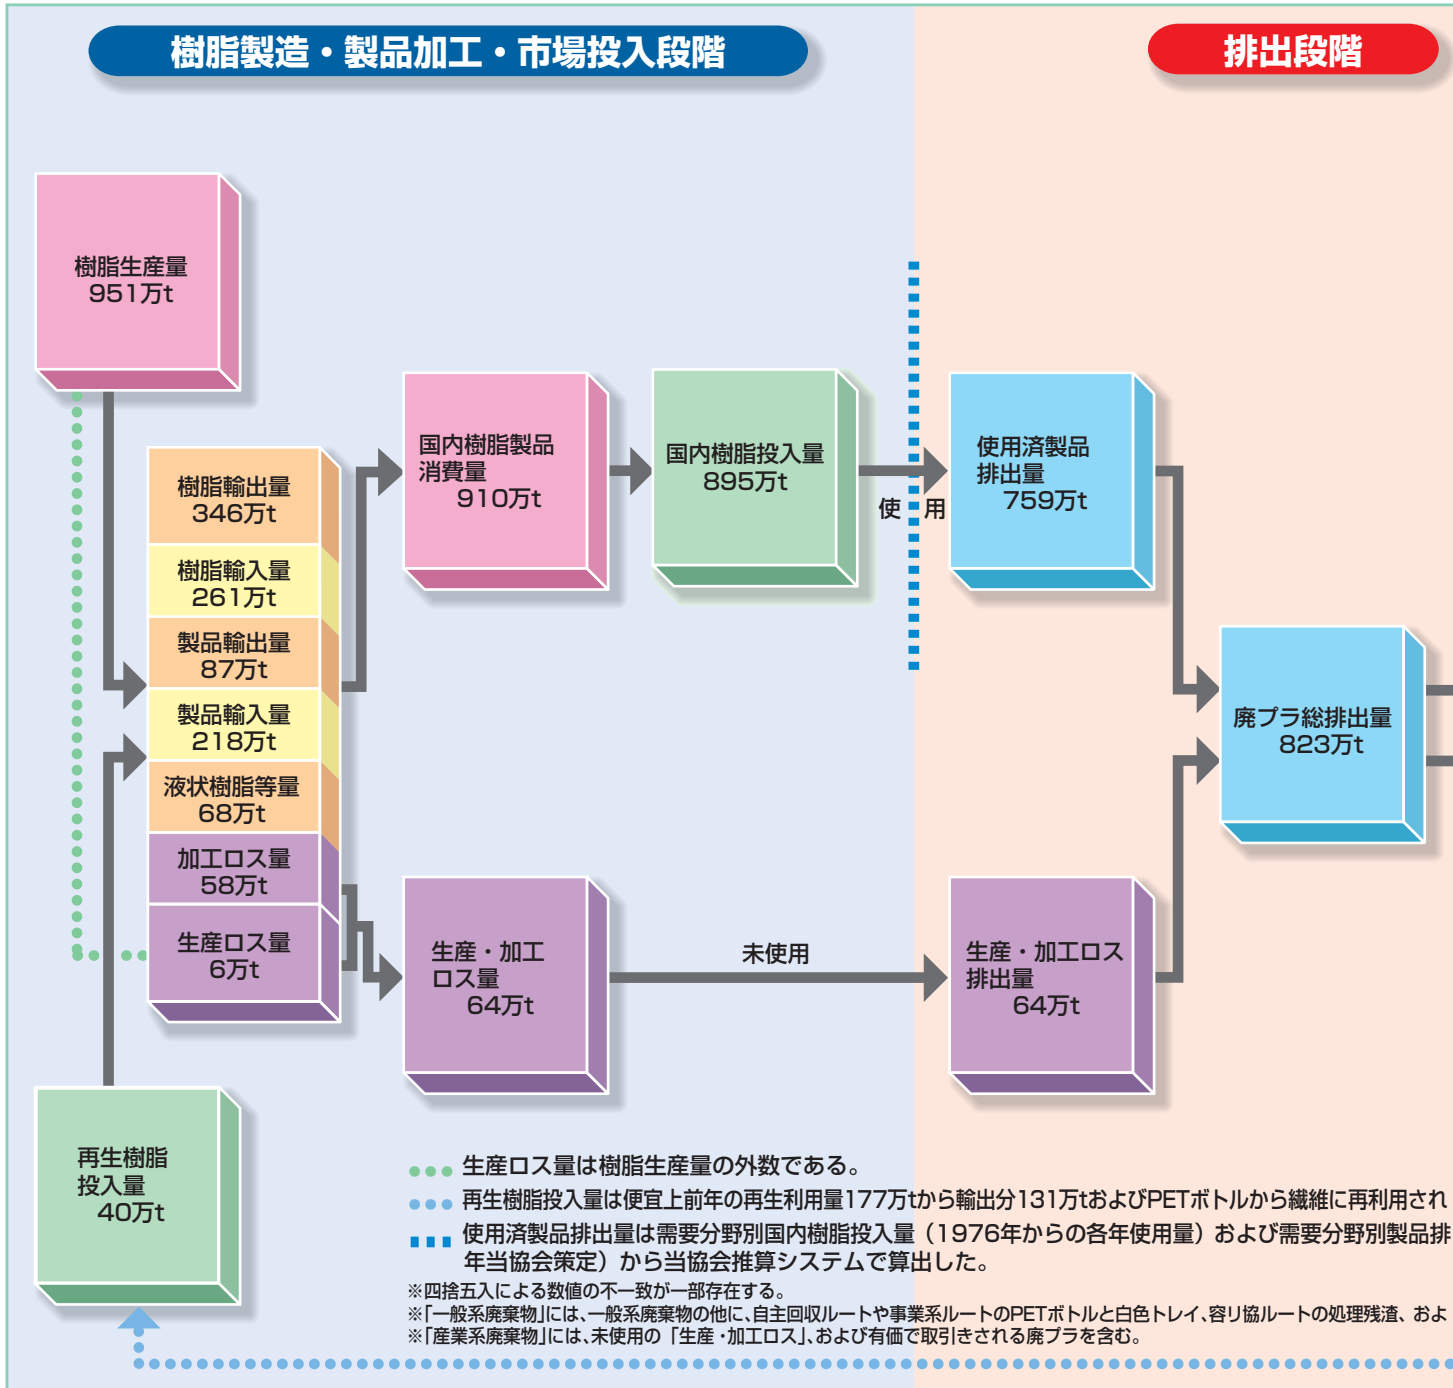 樹脂製造・製品加工・市場投入段階
排出段階
樹脂生産量
951万t
樹脂輸出量
346万t
樹脂輸入量
261万t
製品輸出量
87万t
製品輸入量
218万t
液状樹脂等量
68万t
加工ロス量
58万t
生産ロス量
6万t
再生樹脂
投入量
40万t
国内樹脂製品
消費量
910万t
国内樹脂投入量
895万t
使用
使用済製品
排出量
759万t
生産・加工
ロス量
64万t
未使用
生産・加工ロス
排出量
64万t
廃プラ総排出量
823万t
生産ロス量は樹脂生産量の外数である。
再生樹脂投入量は便宜上前年の再生利用量177万tから輸出分131万tおよびPETボトルから繊維に再利用され
使用済製品排出量は需要分野別国内樹脂投入量（1976年からの各年使用量）および需要分野別製品排
年当協会策定）から当協会推算システムで算出した。
※四捨五入による数値の不一致が一部存在する。
※「一般系廃棄物」には、一般系廃棄物の他に、自主回収ルートや事業系ルートのPETボトルと白色トレイ、容リ協ルートの処理残渣、およ
※「産業系廃棄物」には、未使用の「生産・加工ロス」、および有価で取引きされる廃プラを含む。